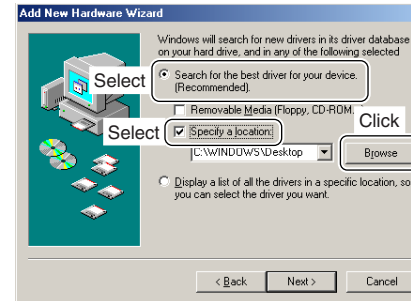 Add New Hardware Wizard
Windows will search for new drivers in its driver database
on your hard drive, and in any of the following selected
Select
Search for the best driver for your device.
(Recommended).
Removable Media (Floppy, CD-ROM
Click
Select
Specify a location:
C:\WINDOWS\Desktop
Browse
Display a list of all the drivers in a specific location, so
you can select the driver you want.
< Back
Next >
Cancel